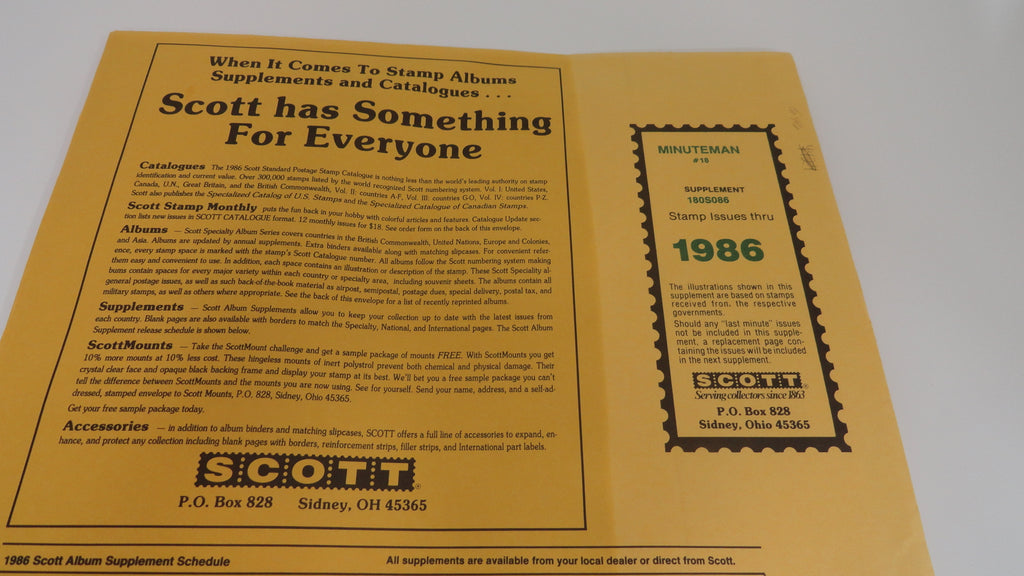 When It Comes To Stamp Albums
Supplements and Catalogues . . .
Scott has Something
For Everyone
Catalogues The 1986 Scott Standard Postage Stamp Catalogue is nothing less than the world's leading authority on stamp
identification and current value. Over 300,000 stamps listed by the world recognized Scott numbering system. Vol. I: United States,
Canada, U.N., Great Britain, and the British Commonwealth, Vol. II: countries A-F, Vol. III: countries G-O, Vol. IV: countries P-Z.
Scott also publishes the Specialized Catalog of U.S. Stamps and the Specialized Catalogue of Canadian Stamps.
Scott Stamp Monthly puts the fun back in your hobby with colorful articles and features. Catalogue Update sec-
tion lists new issues in SCOTT CATALOGUE format. 12 monthly issues for $18. See order form on the back of this envelope.
Albums — Scott Specialty Album Series covers countries in the British Commonwealth, United Nations, Europe and Colonies,
and Asia. Albums are updated by annual supplements. Extra binders available along with matching slipcases. For convenient refer-
ence, every stamp space is marked with the stamp's Scott Catalogue number. All albums follow the Scott numbering system making
them easy and convenient to use. In addition, each space contains an illustration or description of the stamp. These Scott Specialty al-
bums contain spaces for every major variety within each country or specialty area, including souvenir sheets. The albums contain all
general postage issues, as well as such back-of-the-book material as airpost, semipostal, postage dues, special delivery, postal tax, and
military stamps, as well as others where appropriate. See the back of this envelope for a list of recently reprinted albums.
Supplements — Scott Album Supplements allow you to keep your collection up to date with the latest issues from
each country. Blank pages are also available with borders to match the Specialty, National, and International pages. The Scott Album
Supplement release schedule is shown below.
ScottMounts — Take the ScottMount challenge and get a sample package of mounts FREE. With ScottMounts you get
10% more mounts at 10% less cost. These hingeless mounts of inert polystrol prevent both chemical and physical damage. Their
crystal clear face and opaque black backing frame and display your stamp at its best. We'll bet you a free sample package you can't
tell the difference between ScottMounts and the mounts you are now using. See for yourself. Send your name, address, and a self-ad-
dressed, stamped envelope to Scott Mounts, P.O. 828, Sidney, Ohio 45365.
Get your free sample package today.
Accessories — in addition to album binders and matching slipcases, SCOTT offers a full line of accessories to expand, en-
hance, and protect any collection including blank pages with borders, reinforcement strips, filler strips, and International part labels.
SCOTT®
P.O. Box 828 Sidney, OH 45365
1986 Scott Album Supplement Schedule All supplements are available from your local dealer or direct from Scott.
MINUTEMAN
#18
SUPPLEMENT
180S086
Stamp Issues thru
1986
The illustrations shown in this
supplement are based on stamps
received from the respective
governments.
Should any "last minute" issues
not be included in this supple-
ment, a replacement page con-
taining the issues will be included
in the next supplement.
SCOTT®
Serving collectors since 1863
P.O. Box 828
Sidney, Ohio 45365